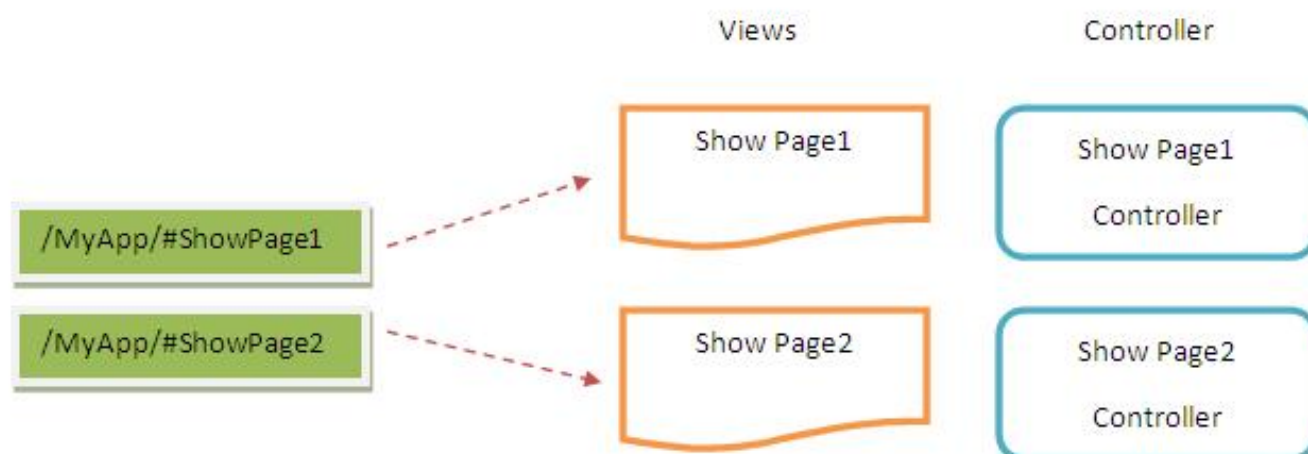 Views
Controller
Show Page1
Show Page1
Controller
/MyApp/#ShowPage1
/MyApp/#ShowPage2
Show Page2
Show Page2
Controller